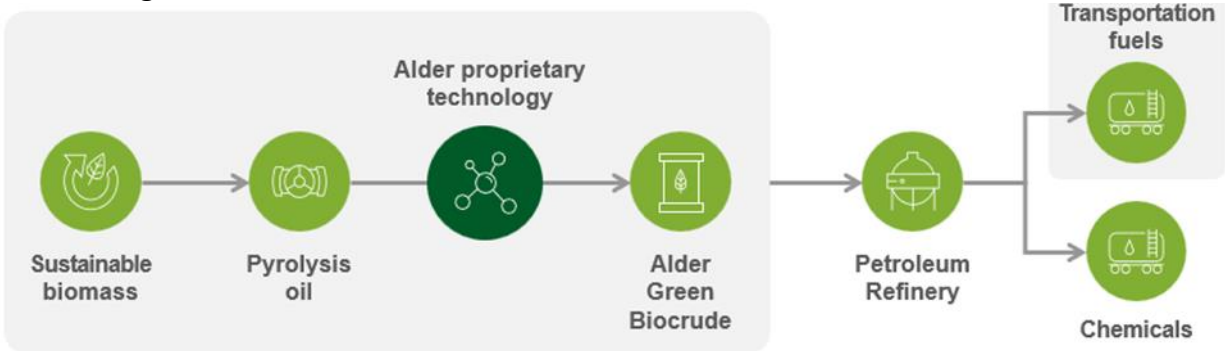 Transportation
fuels
Alder proprietary
technology
Sustainable
biomass
Pyrolysis
oil
Alder
Green
Biocrude
Petroleum
Refinery
Chemicals